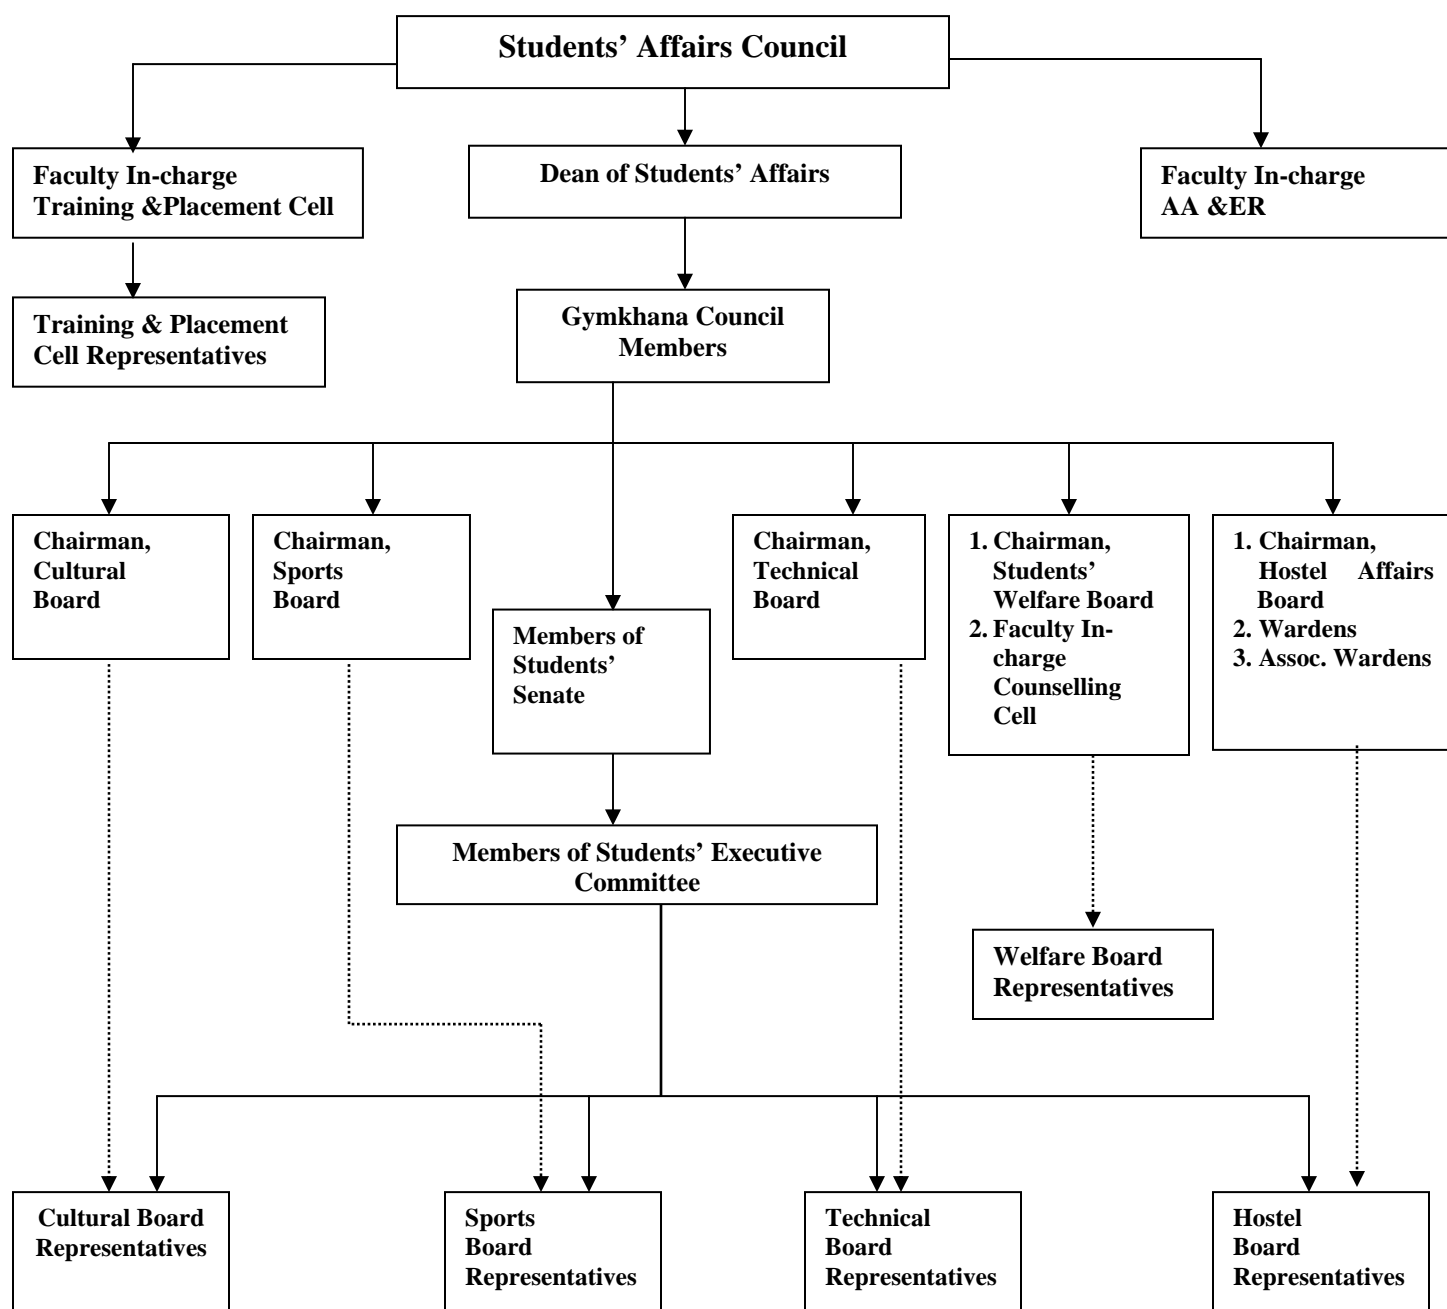 Students’ Affairs Council
Faculty In-charge
Training &Placement Cell
Dean of Students’ Affairs
Faculty In-charge
AA &ER
Training & Placement
Cell Representatives
Gymkhana Council
Members
Chairman,
Cultural
Board
Chairman,
Sports
Board
Members of
Students’
Senate
Chairman,
Technical
Board
1. Chairman,
Students’
Welfare Board
2. Faculty In-
charge
Counselling
Cell
1. Chairman,
Hostel Affairs
Board
2. Wardens
3. Assoc. Wardens
Members of Students’ Executive
Committee
Welfare Board
Representatives
Cultural Board
Representatives
Sports
Board
Representatives
Technical
Board
Representatives
Hostel
Board
Representatives